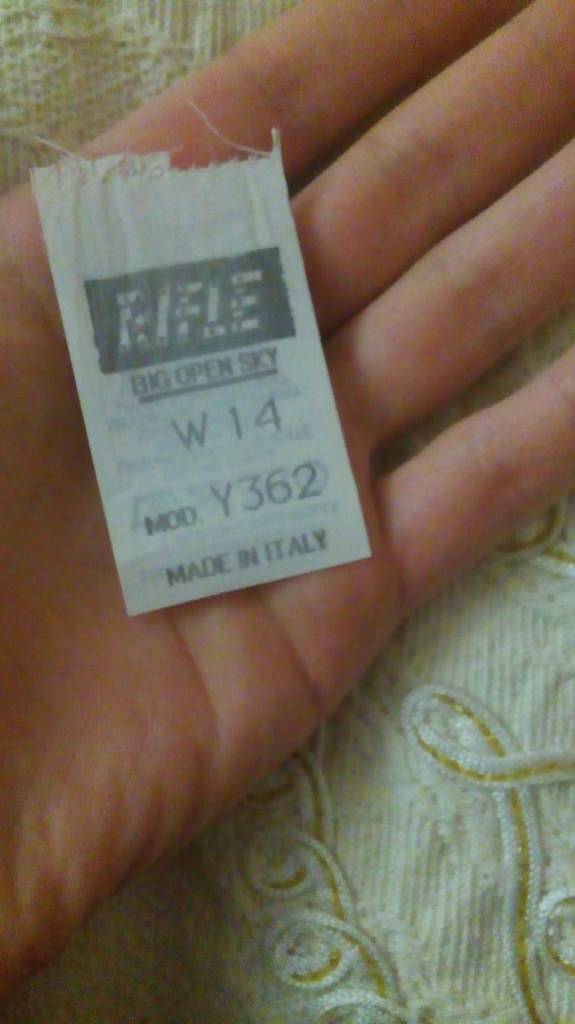 RIFLE
BIG OPEN SKY
W 14
MOD. Y362
MADE IN ITALY